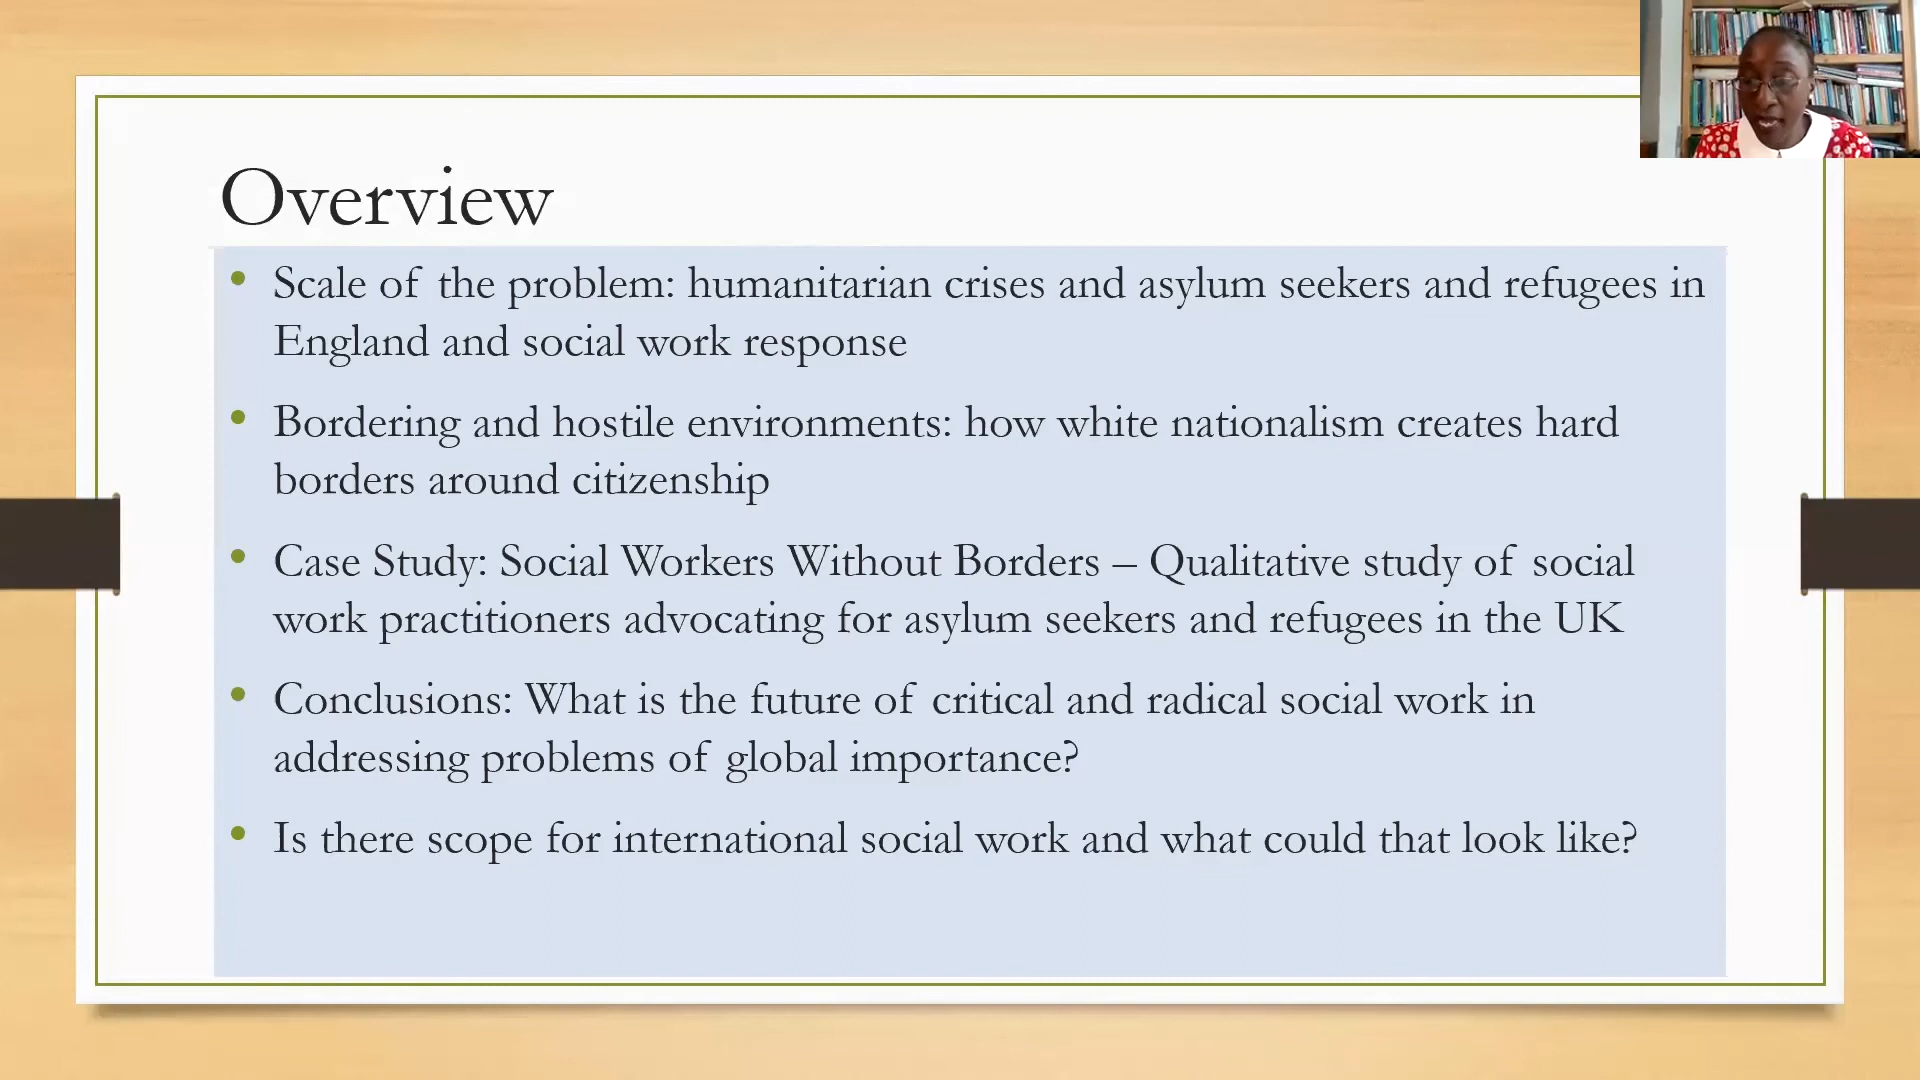 Overview
• Scale of the problem: humanitarian crises and asylum seekers and refugees in
England and social work response
• Bordering and hostile environments: how white nationalism creates hard
borders around citizenship
• Case Study: Social Workers Without Borders – Qualitative study of social
work practitioners advocating for asylum seekers and refugees in the UK
• Conclusions: What is the future of critical and radical social work in
addressing problems of global importance?
• Is there scope for international social work and what could that look like?